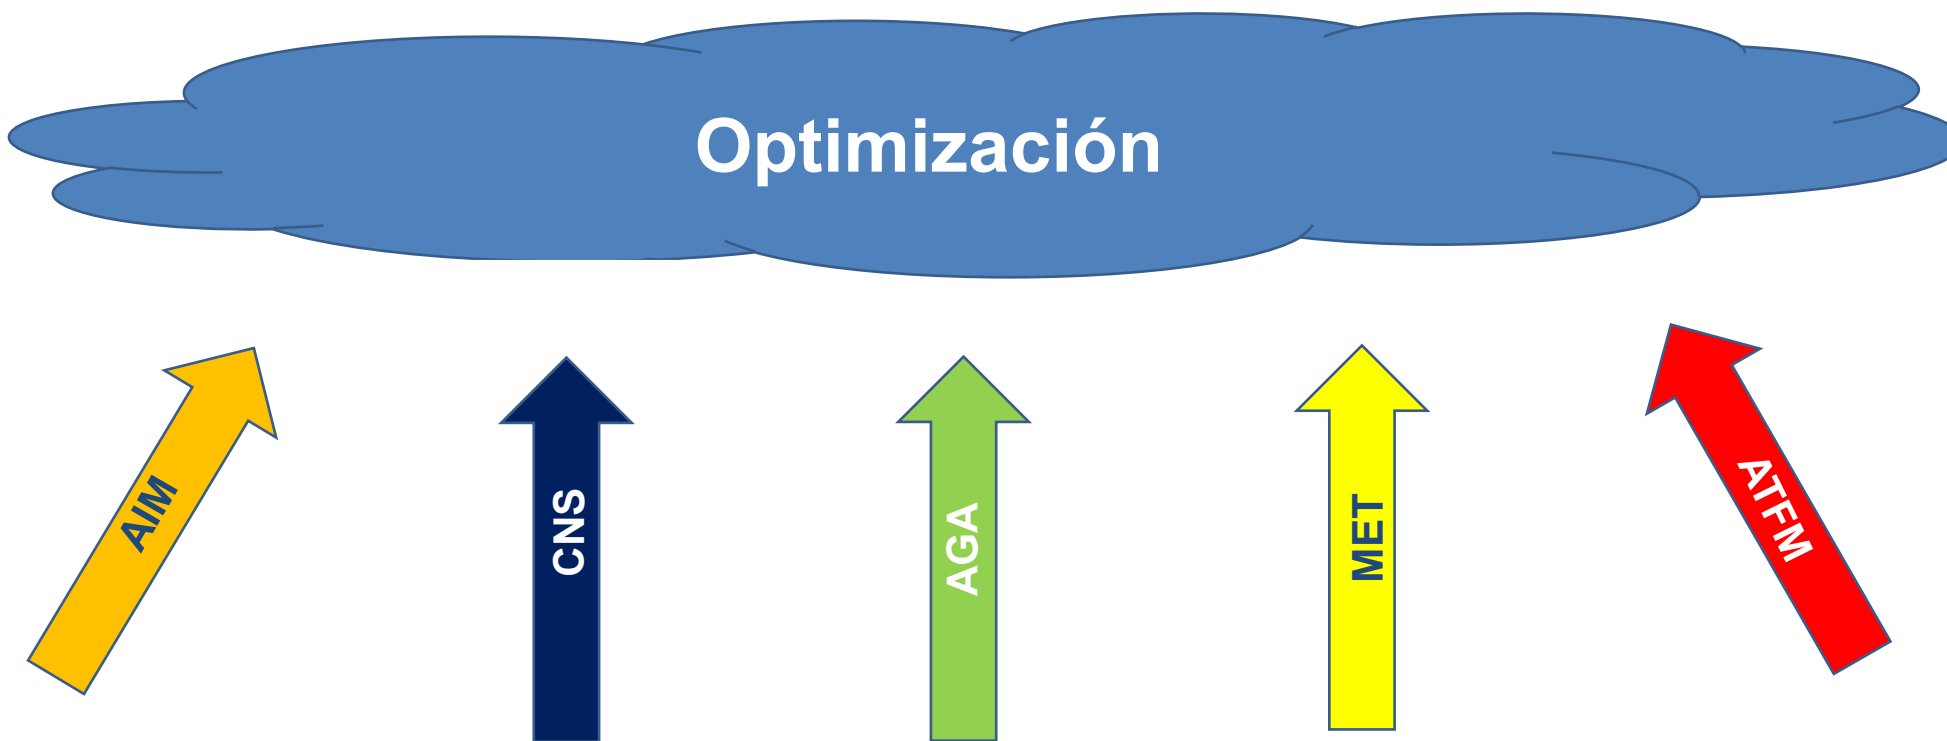 Optimización
AIM
CNS
AGA
MET
ATFM